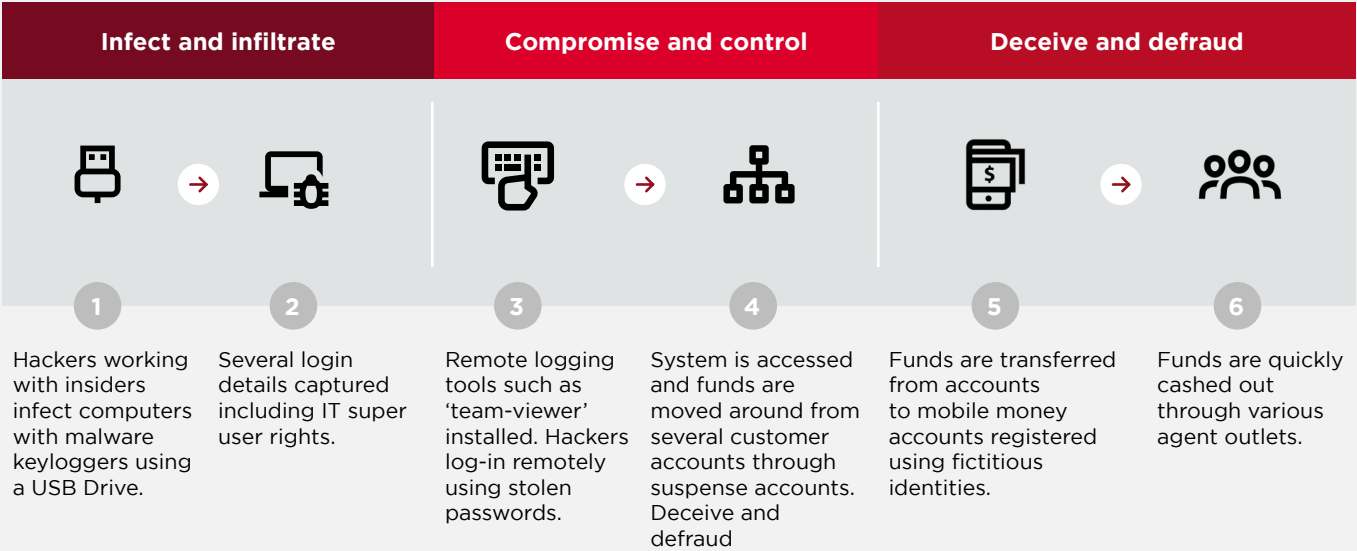 Infect and infiltrate
Compromise and control
Deceive and defraud
$
1
Hackers working
with insiders
infect computers
with malware
keyloggers using
a USB Drive.
2
Several login
details captured
including IT super
user rights.
3
Remote logging
tools such as
‘team-viewer’
installed. Hackers
log-in remotely
using stolen
passwords.
4
System is accessed
and funds are
moved around from
several customer
accounts through
suspense accounts.
Deceive and
defraud
5
Funds are transferred
from accounts
to mobile money
accounts registered
using fictitious
identities.
6
Funds are quickly
cashed out
through various
agent outlets.